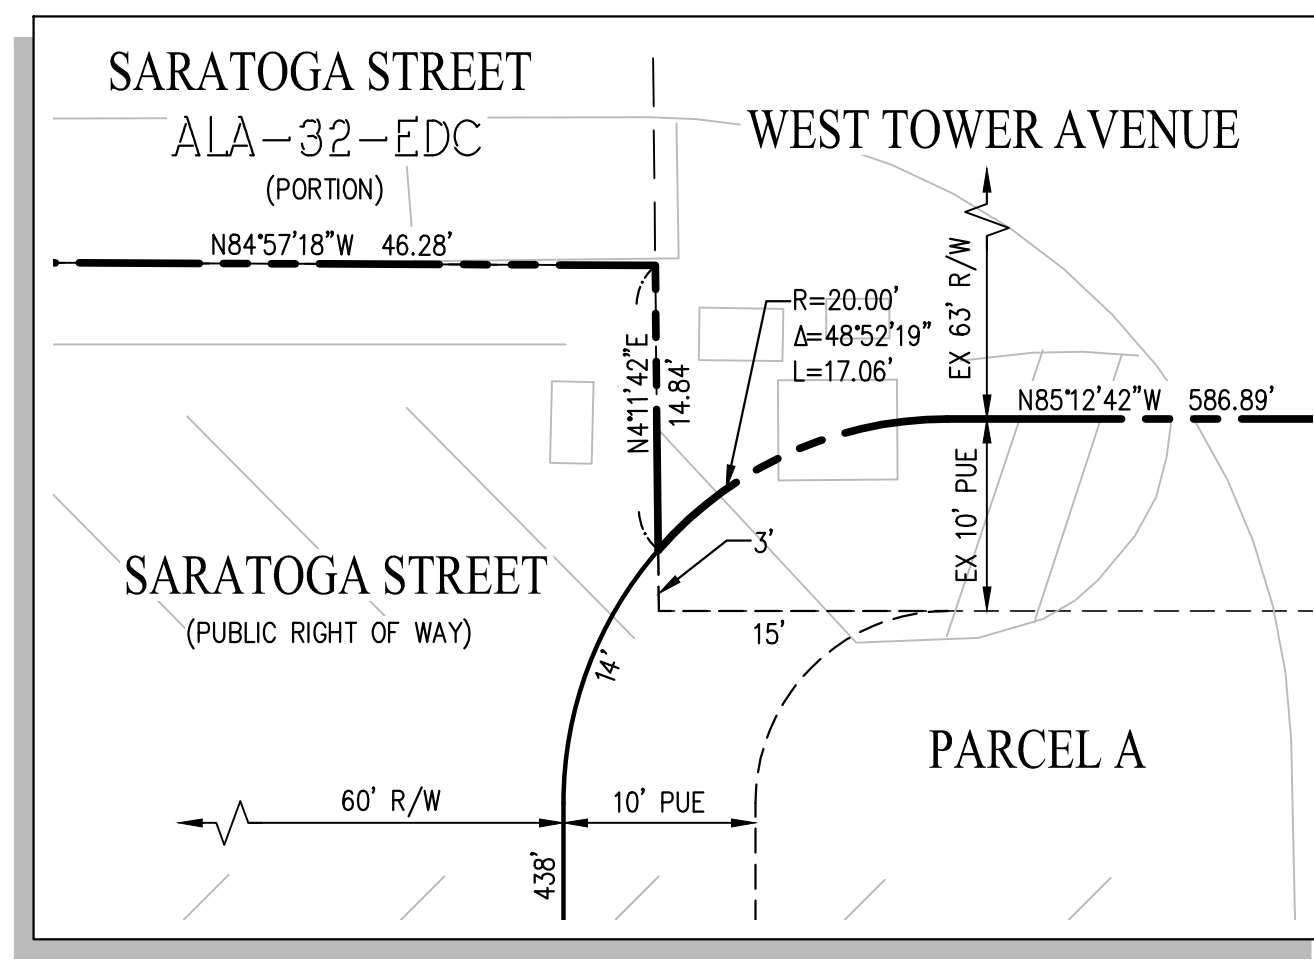 SARATOGA STREET
ALA-32-EDC
(PORTION)
WEST TOWER AVENUE
N84°57'18"W 46.28'
EX 63' R/W
R=20.00'
Δ=48°52'19"
L=17.06'
N4°11'42"E
14.84'
N85°12'42"W 586.89'
EX 10' PUE
3'
SARATOGA STREET
(PUBLIC RIGHT OF WAY)
15'
14'
PARCEL A
60' R/W
10' PUE
438'